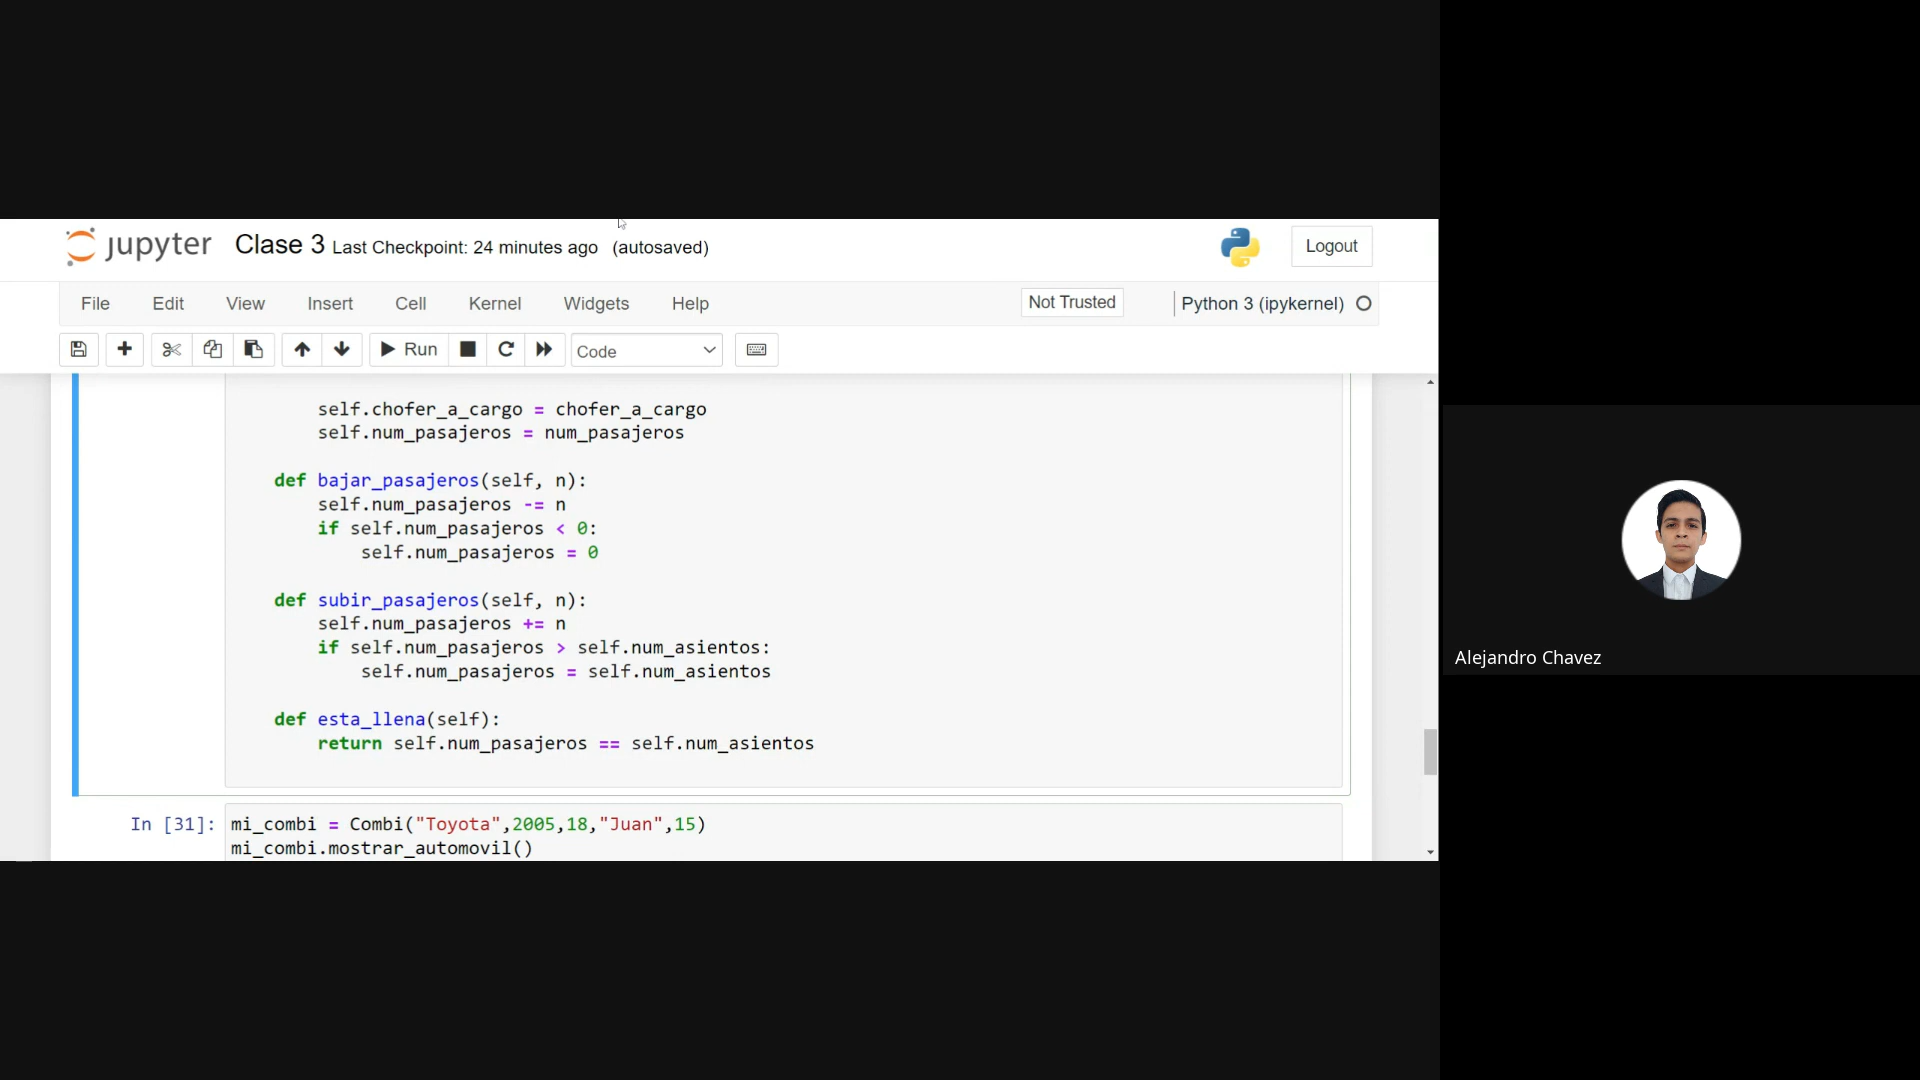 jupyter Clase 3 Last Checkpoint: 24 minutes ago (autosaved)
Logout
File Edit View Insert Cell Kernel Widgets Help
Not Trusted
Python 3 (ipykernel)
Run
Code
self.chofer_a_cargo = chofer_a_cargo
self.num_pasajeros = num_pasajeros
def bajar_pasajeros(self, n):
self.num_pasajeros -= n
if self.num_pasajeros < 0:
self.num_pasajeros = 0
def subir_pasajeros(self, n):
self.num_pasajeros += n
if self.num_pasajeros > self.num_asientos:
self.num_pasajeros = self.num_asientos
def esta_llena(self):
return self.num_pasajeros == self.num_asientos
In [31]: mi_combi = Combi("Toyota",2005,18,"Juan",15)
mi_combi.mostrar_automovil()
Alejandro Chavez